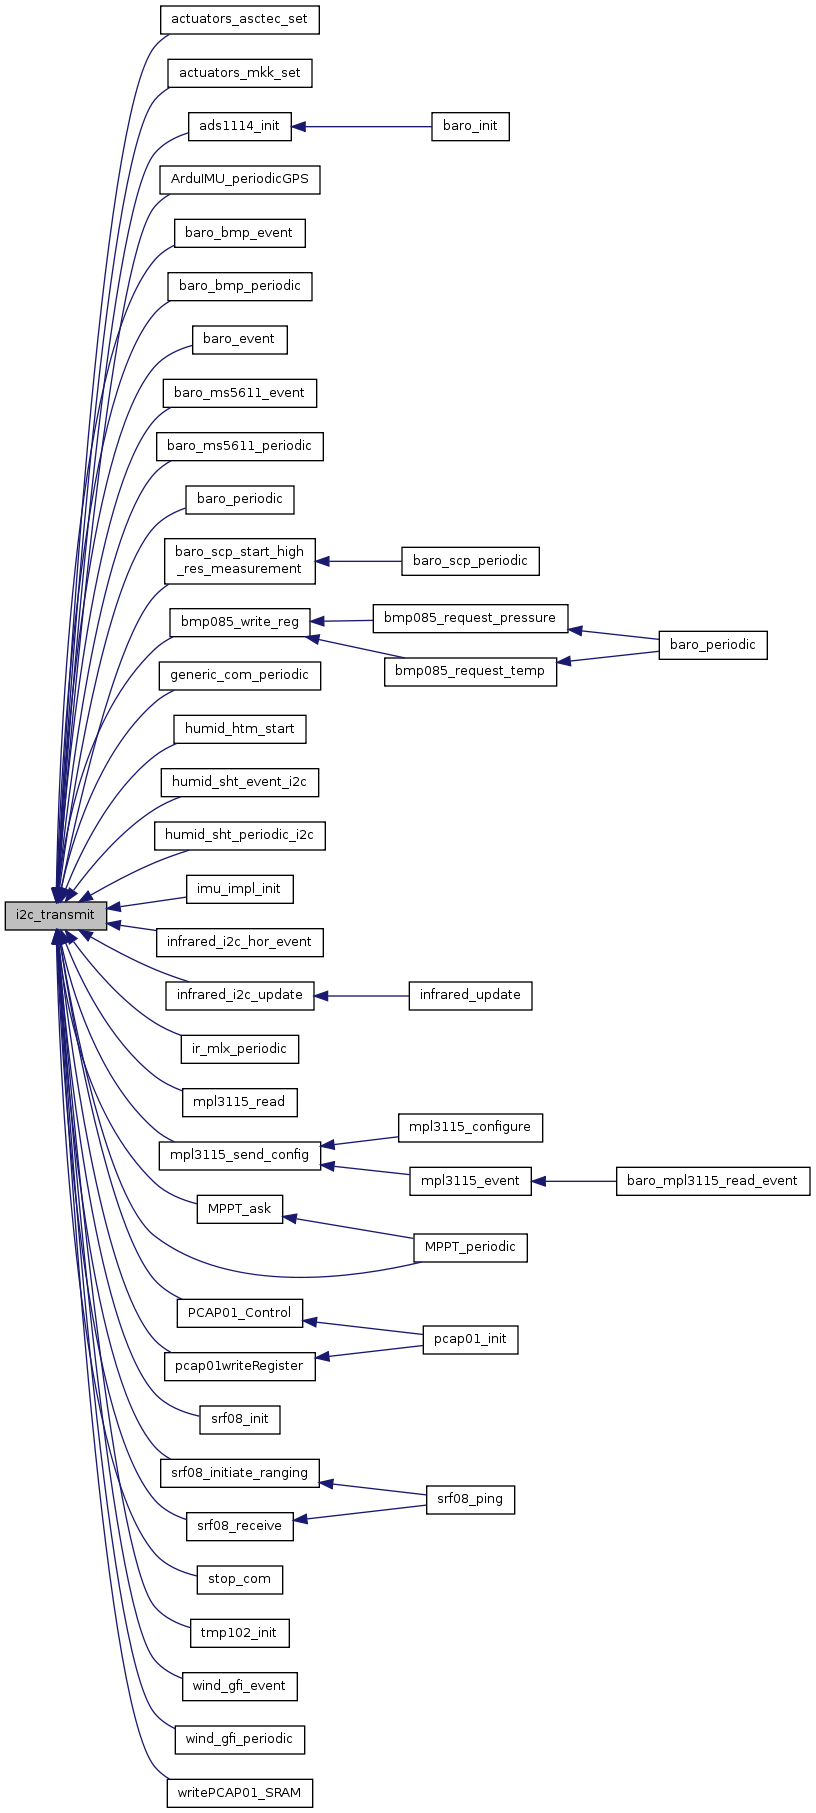 actuators_asctec_set
actuators_mkk_set
ads1114_init
baro_init
ArduIMU_periodicGPS
baro_bmp_event
baro_bmp_periodic
baro_event
baro_ms5611_event
baro_ms5611_periodic
baro_periodic
baro_scp_start_high
_res_measurement
baro_scp_periodic
bmp085_write_reg
bmp085_request_pressure
baro_periodic
bmp085_request_temp
generic_com_periodic
humid_htm_start
humid_sht_event_i2c
humid_sht_periodic_i2c
imu_impl_init
i2c_transmit
infrared_i2c_hor_event
infrared_i2c_update
infrared_update
ir_mlx_periodic
mpl3115_read
mpl3115_send_config
mpl3115_configure
mpl3115_event
baro_mpl3115_read_event
MPPT_ask
MPPT_periodic
PCAP01_Control
pcap01_init
pcap01writeRegister
srf08_init
srf08_initiate_ranging
srf08_ping
srf08_receive
stop_com
tmp102_init
wind_gfi_event
wind_gfi_periodic
writePCAP01_SRAM